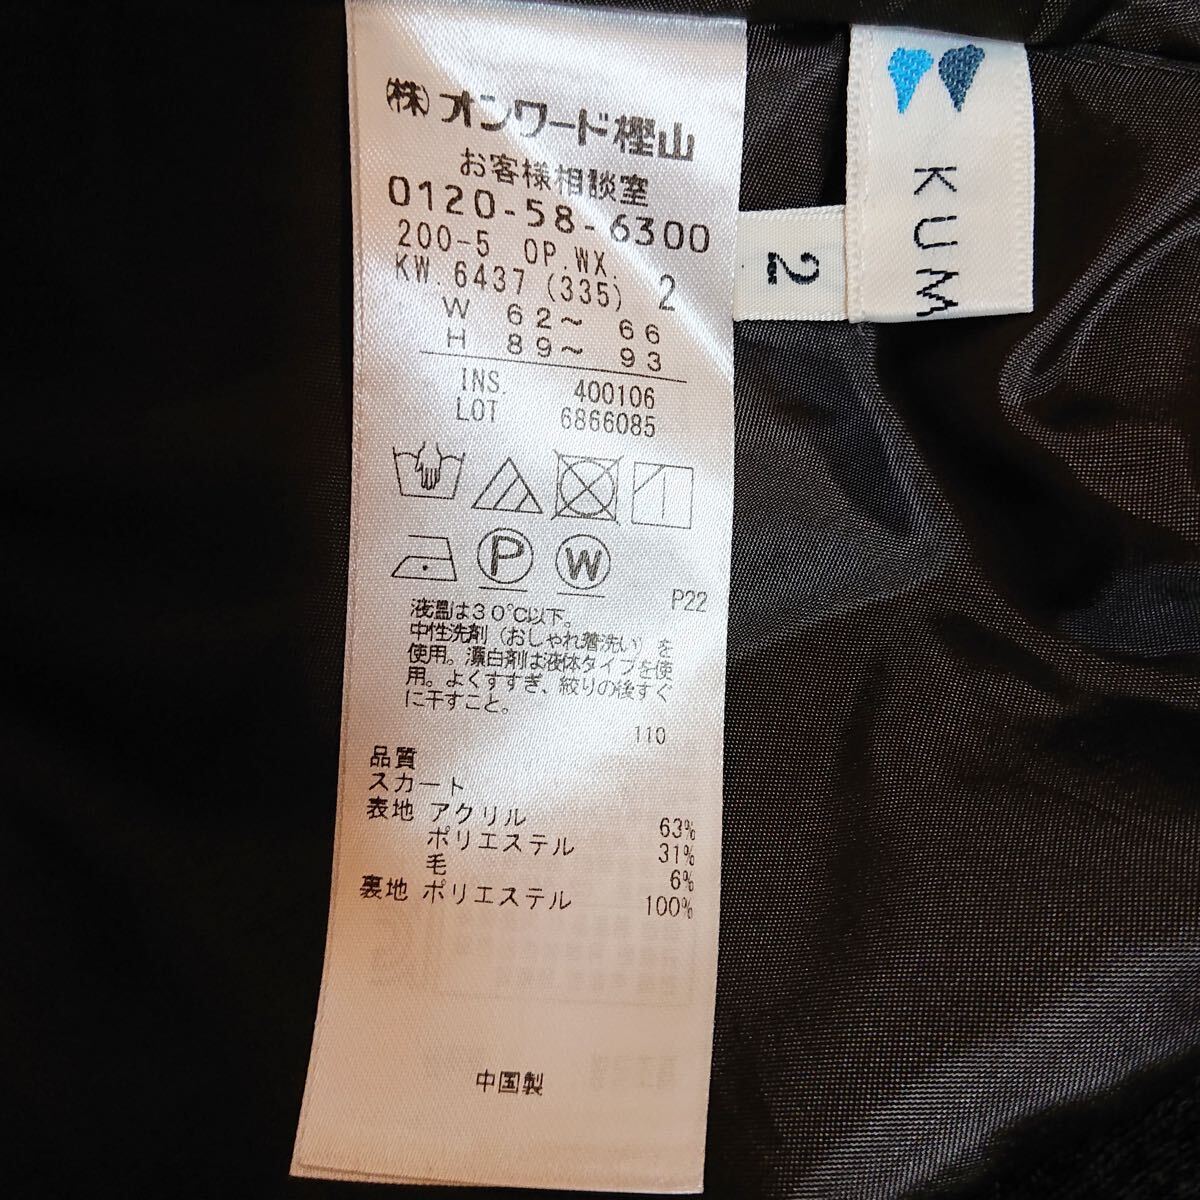 (株)オンワード樫山
お客様相談室
0120-58-6300
200-5 OP.WX.
KW.6437 (335) 2
W 62～ 66
H 89～ 93
INS. 400106
LOT 6866085
P
W
P22
液温は30℃以下。
中性洗剤（おしゃれ着洗い）を
使用。漂白剤は液体タイプを使
用。よくすすぎ、絞りの後すぐ
に干すこと。
110
品質
スカート
表地 アクリル 63%
ポリエステル 31%
毛 6%
裏地 ポリエステル 100%
中国製
2
KUM